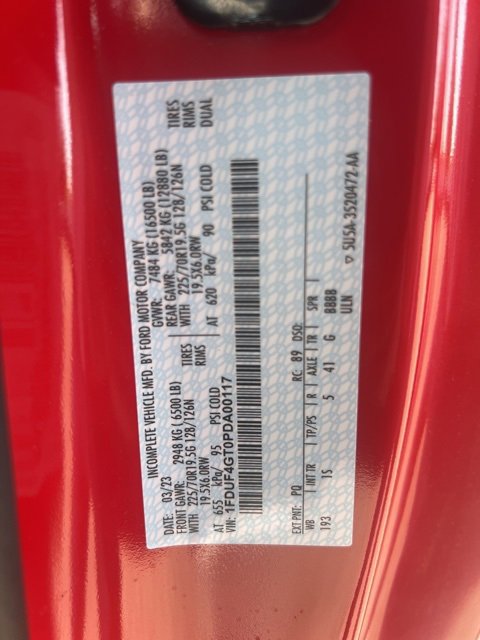 INCOMPLETE VEHICLE MFD. BY FORD MOTOR COMPANY
DATE: 03/23 GVWR: 7484 KG (16500 LB)
FRONT GAWR: 2948 KG (6500 LB) REAR GAWR: 5842 KG (12880 LB)
WITH 225/70R19.5G 128/126N TIRES WITH 225/70R19.5G 128/126N TIRES
19.5X6.0RW RIMS 19.5X6.0RW RIMS
AT 655 kPa/ 95 PSI COLD AT 620 kPa/ 90 PSI COLD DUAL
VIN: 1FDUF4GT0PDA00117
EXT PNT: PQ RC: 89 DSO:
WB INT TR TP/PS R AXLE TR SPR
193 15 5 41 G BBBB
ULN
▽ 5U5A-3520472-AA